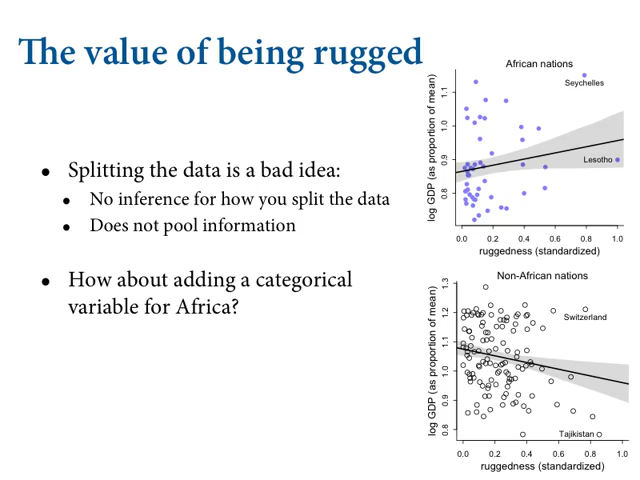 The value of being rugged
• Splitting the data is a bad idea:
• No inference for how you split the data
• Does not pool information
• How about adding a categorical
variable for Africa?
African nations
log GDP (as proportion of mean)
1.1
1.0
0.9
0.8
Seychelles
Lesotho
0.0 0.2 0.4 0.6 0.8 1.0
ruggedness (standardized)
Non-African nations
log GDP (as proportion of mean)
1.3
1.2
1.1
1.0
0.9
0.8
Switzerland
Tajikistan
0.0 0.2 0.4 0.6 0.8 1.0
ruggedness (standardized)